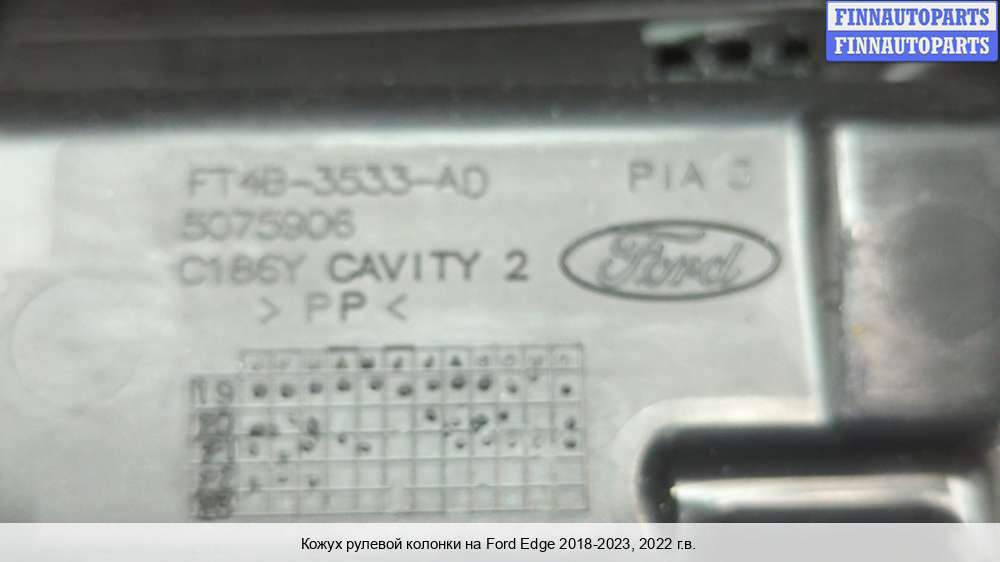 FINNAUTOPARTS
FINNAUTOPARTS
FT4B-3533-AD
PIA
5075906
C186Y CAVITY 2
Ford
> PP <
19
Кожух рулевой колонки на Ford Edge 2018-2023, 2022 г.в.